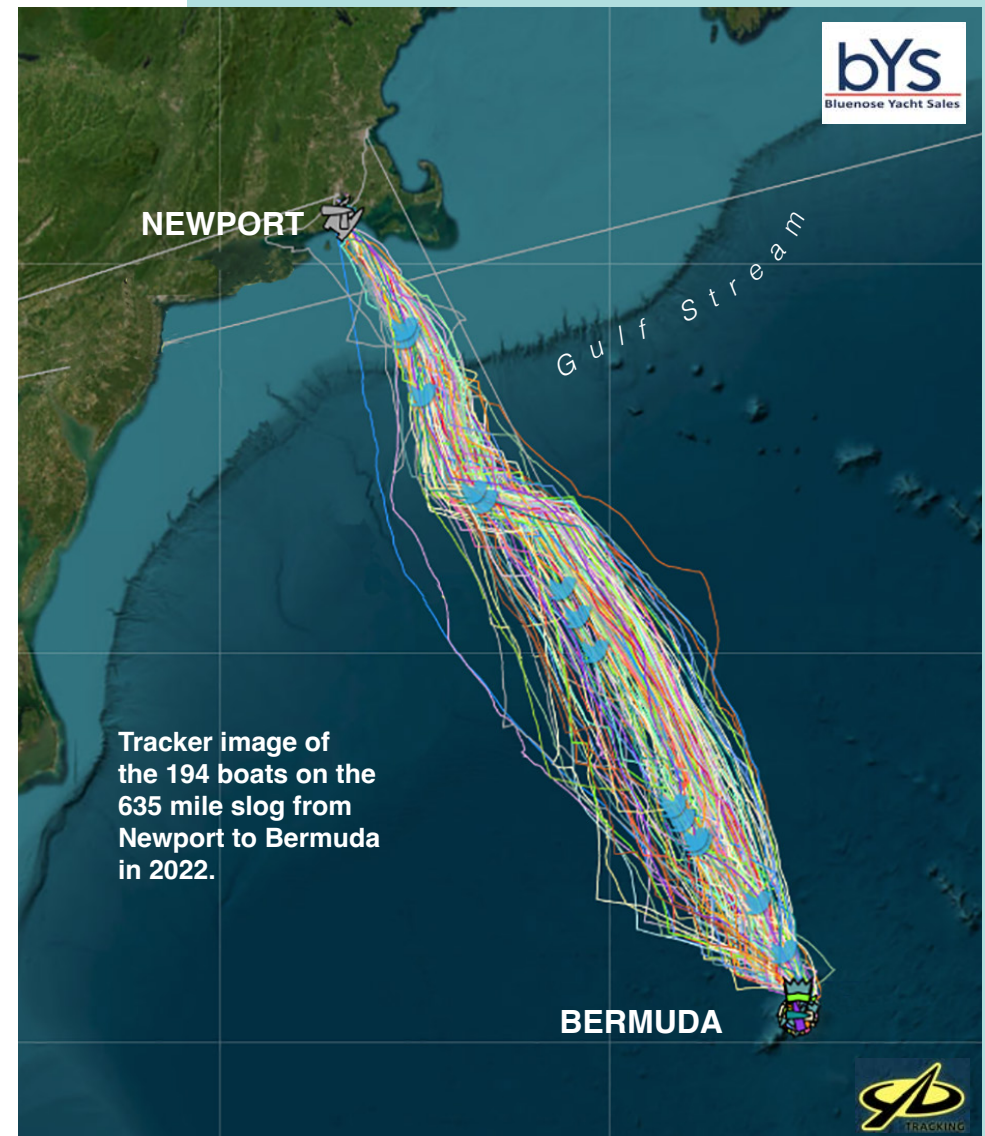 bYs
Bluenose Yacht Sales
NEWPORT
Gulf Stream
Tracker image of
the 194 boats on the
635 mile slog from
Newport to Bermuda
in 2022.
BERMUDA
TRACKING